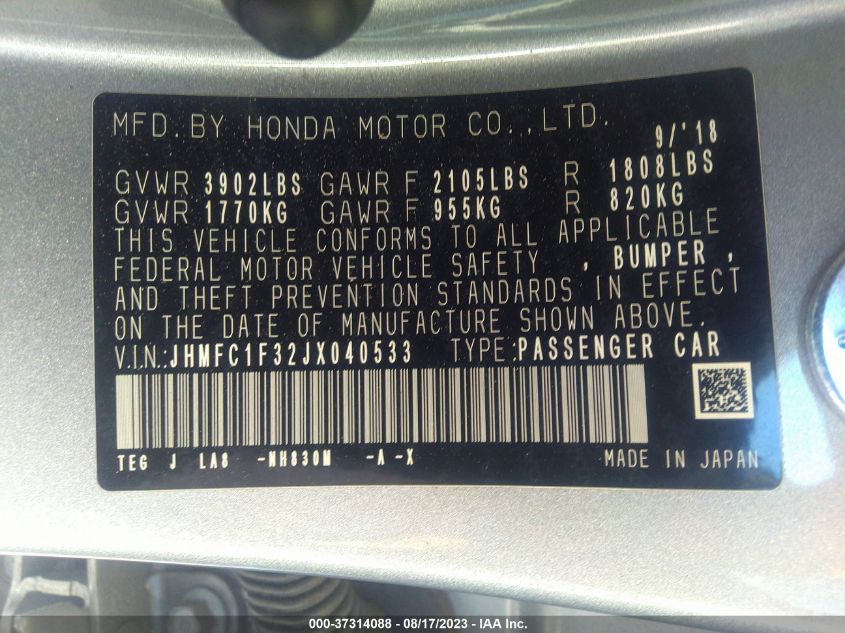 MFD. BY HONDA MOTOR CO., LTD. 9/'18
GVWR 3902LBS GAWR F 2105LBS R 1808LBS
GVWR 1770KG GAWR F 955KG R 820KG
THIS VEHICLE CONFORMS TO ALL APPLICABLE
FEDERAL MOTOR VEHICLE SAFETY , BUMPER ,
AND THEFT PREVENTION STANDARDS IN EFFECT
ON THE DATE OF MANUFACTURE SHOWN ABOVE.
V.I.N.: JHMFC1F32JX040533 TYPE:PASSENGER CAR
TEG J LA8 -NH830M -A -X MADE IN JAPAN
000-37314088 - 08/17/2023 - IAA Inc.